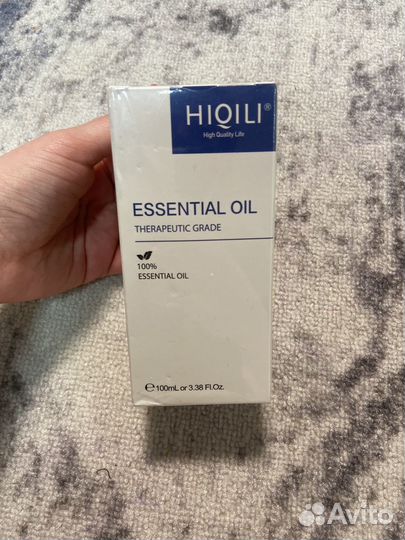 HIQILI®
High Quality Life
ESSENTIAL OIL
THERAPEUTIC GRADE
100%
ESSENTIAL OIL
℮100mL or 3.38 Fl.Oz.
Avito